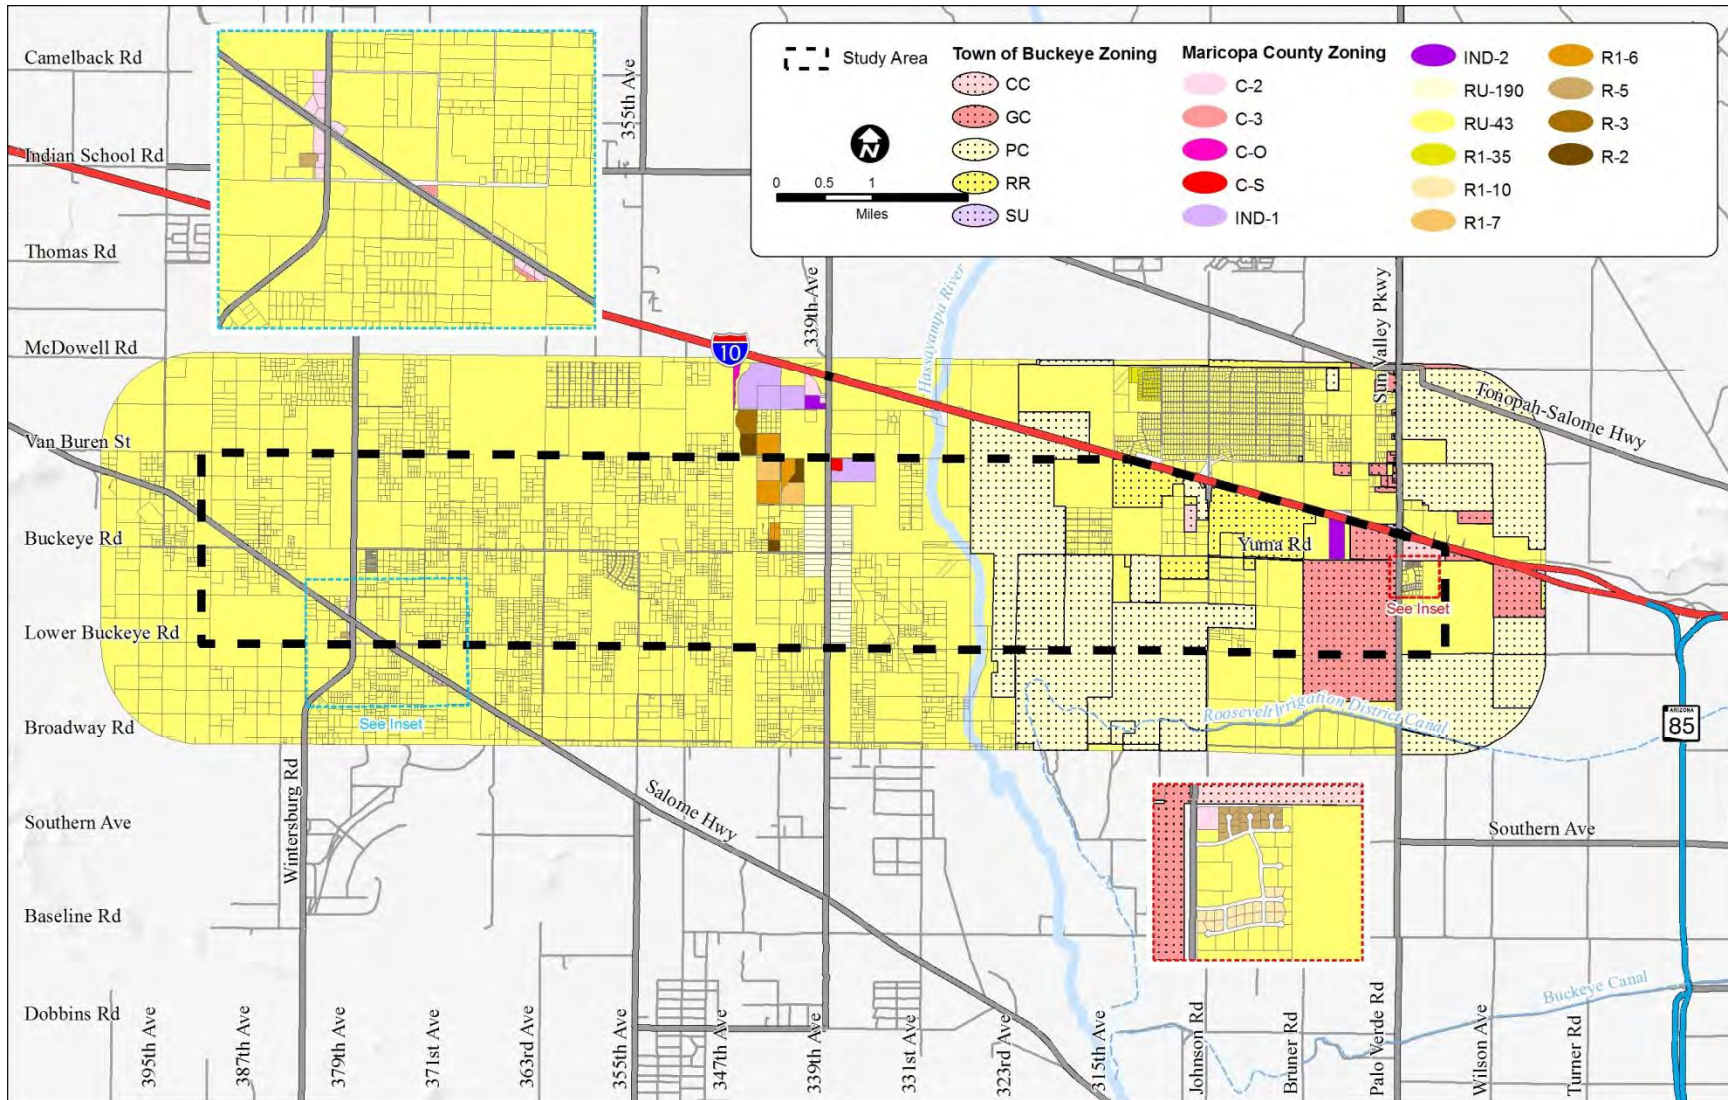 Camelback Rd
Indian School Rd
Thomas Rd
McDowell Rd
Van Buren St
Buckeye Rd
Lower Buckeye Rd
Broadway Rd
Southern Ave
Baseline Rd
Dobbins Rd
355th Ave
Study Area
N
0 0.5 1
Miles
Town of Buckeye Zoning
CC
GC
PC
RR
SU
Maricopa County Zoning
C-2
C-3
C-O
C-S
IND-1
IND-2
RU-190
RU-43
R1-35
R1-10
R1-7
R1-6
R-5
R-3
R-2
10
339th Ave
Hassayampa River
Sun Valley Pkwy
Tonopah-Salome Hwy
Yuma Rd
See Inset
See Inset
Roosevelt Irrigation District Canal
ARIZONA
85
Wintersburg Rd
Salome Hwy
Southern Ave
Buckeye Canal
395th Ave
387th Ave
379th Ave
371st Ave
363rd Ave
355th Ave
347th Ave
339th Ave
331st Ave
323rd Ave
315th Ave
Johnson Rd
Bruner Rd
Palo Verde Rd
Wilson Ave
Turner Rd